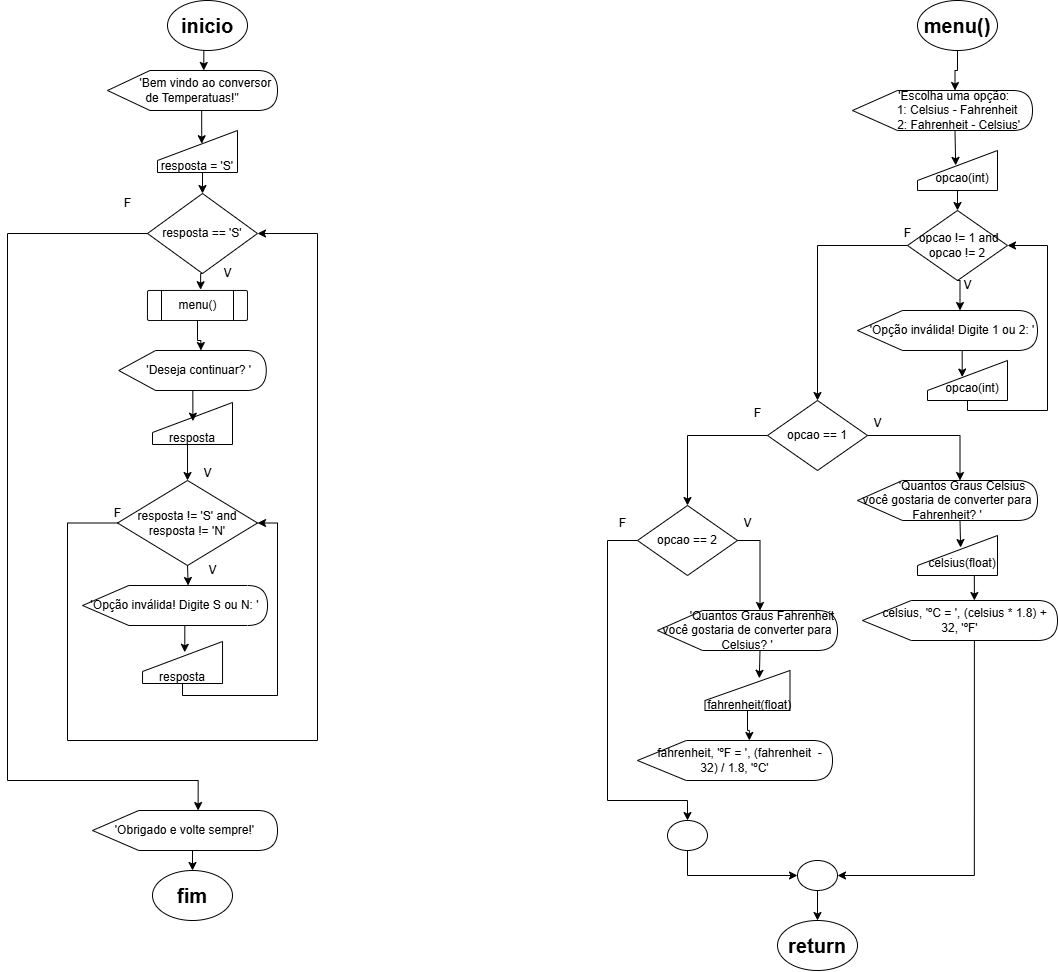 inicio
'Bem vindo ao conversor
de Temperatuas!"
resposta = 'S'
F
resposta == 'S'
V
menu()
'Deseja continuar? '
resposta
V
F
resposta != 'S' and
resposta != 'N'
V
'Opção inválida! Digite S ou N: '
resposta
'Obrigado e volte sempre!'
fim
menu()
'Escolha uma opção:
1: Celsius - Fahrenheit
2: Fahrenheit - Celsius'
opcao(int)
F
opcao != 1 and
opcao != 2
V
'Opção inválida! Digite 1 ou 2: '
opcao(int)
F
opcao == 1
V
'Quantos Graus Celsius
você gostaria de converter para
Fahrenheit? '
celsius(float)
celsius, 'ºC = ', (celsius * 1.8) +
32, 'ºF'
F
opcao == 2
V
'Quantos Graus Fahrenheit
você gostaria de converter para
Celsius? '
fahrenheit(float)
fahrenheit, 'ºF = ', (fahrenheit -
32) / 1.8, 'ºC'
return